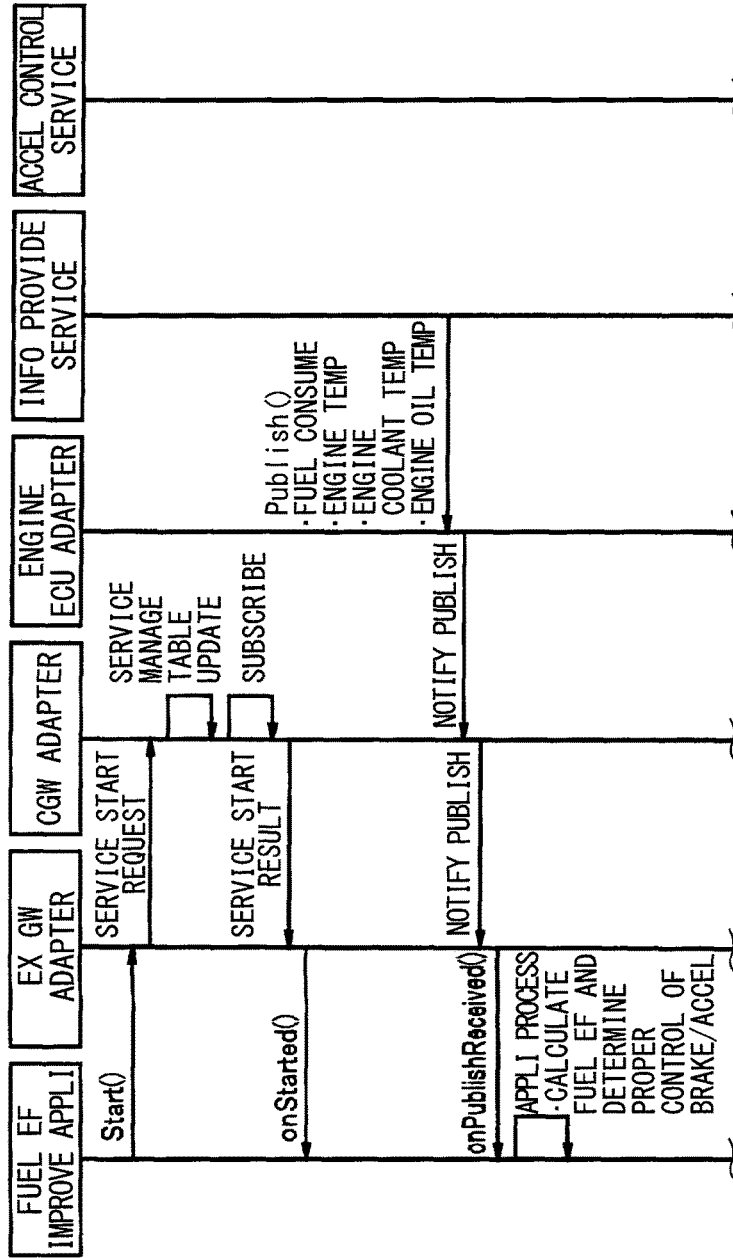 FUEL EF
IMPROVE APPLI
EX GW
ADAPTER
CGW ADAPTER
ENGINE
ECU ADAPTER
INFO PROVIDE
SERVICE
ACCEL CONTROL
SERVICE
Start()
SERVICE START
REQUEST
SERVICE
MANAGE
TABLE
UPDATE
SUBSCRIBE
SERVICE START
RESULT
onStarted()
Publish()
·FUEL CONSUME
·ENGINE TEMP
·ENGINE
COOLANT TEMP
·ENGINE OIL TEMP
NOTIFY PUBLISH
NOTIFY PUBLISH
onPublishReceived()
APPLI PROCESS
·CALCULATE
FUEL EF AND
DETERMINE
PROPER
CONTROL OF
BRAKE/ACCEL